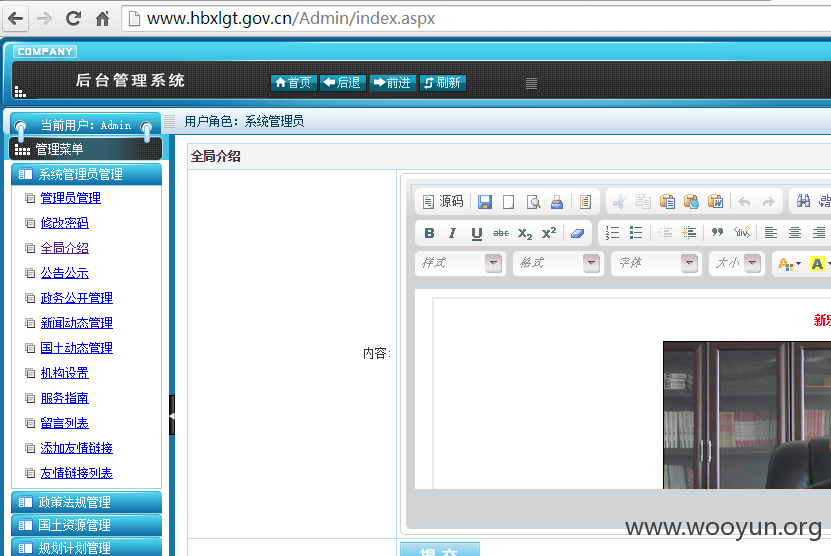 www.hbxlgt.gov.cn/Admin/index.aspx
COMPANY
后台管理系统
首页 后退 前进 刷新
当前用户：Admin
用户角色：系统管理员
管理菜单
全局介绍
系统管理员管理
管理员管理
修改密码
全局介绍
公告公示
政务公开管理
新闻动态管理
国土动态管理
机构设置
服务指南
留言列表
添加友情链接
友情链接列表
政策法规管理
国土资源管理
规划计划管理
源码
B I U abc X₂ X²
样式 格式 字体 大小
内容：
提 交
www.wooyun.org